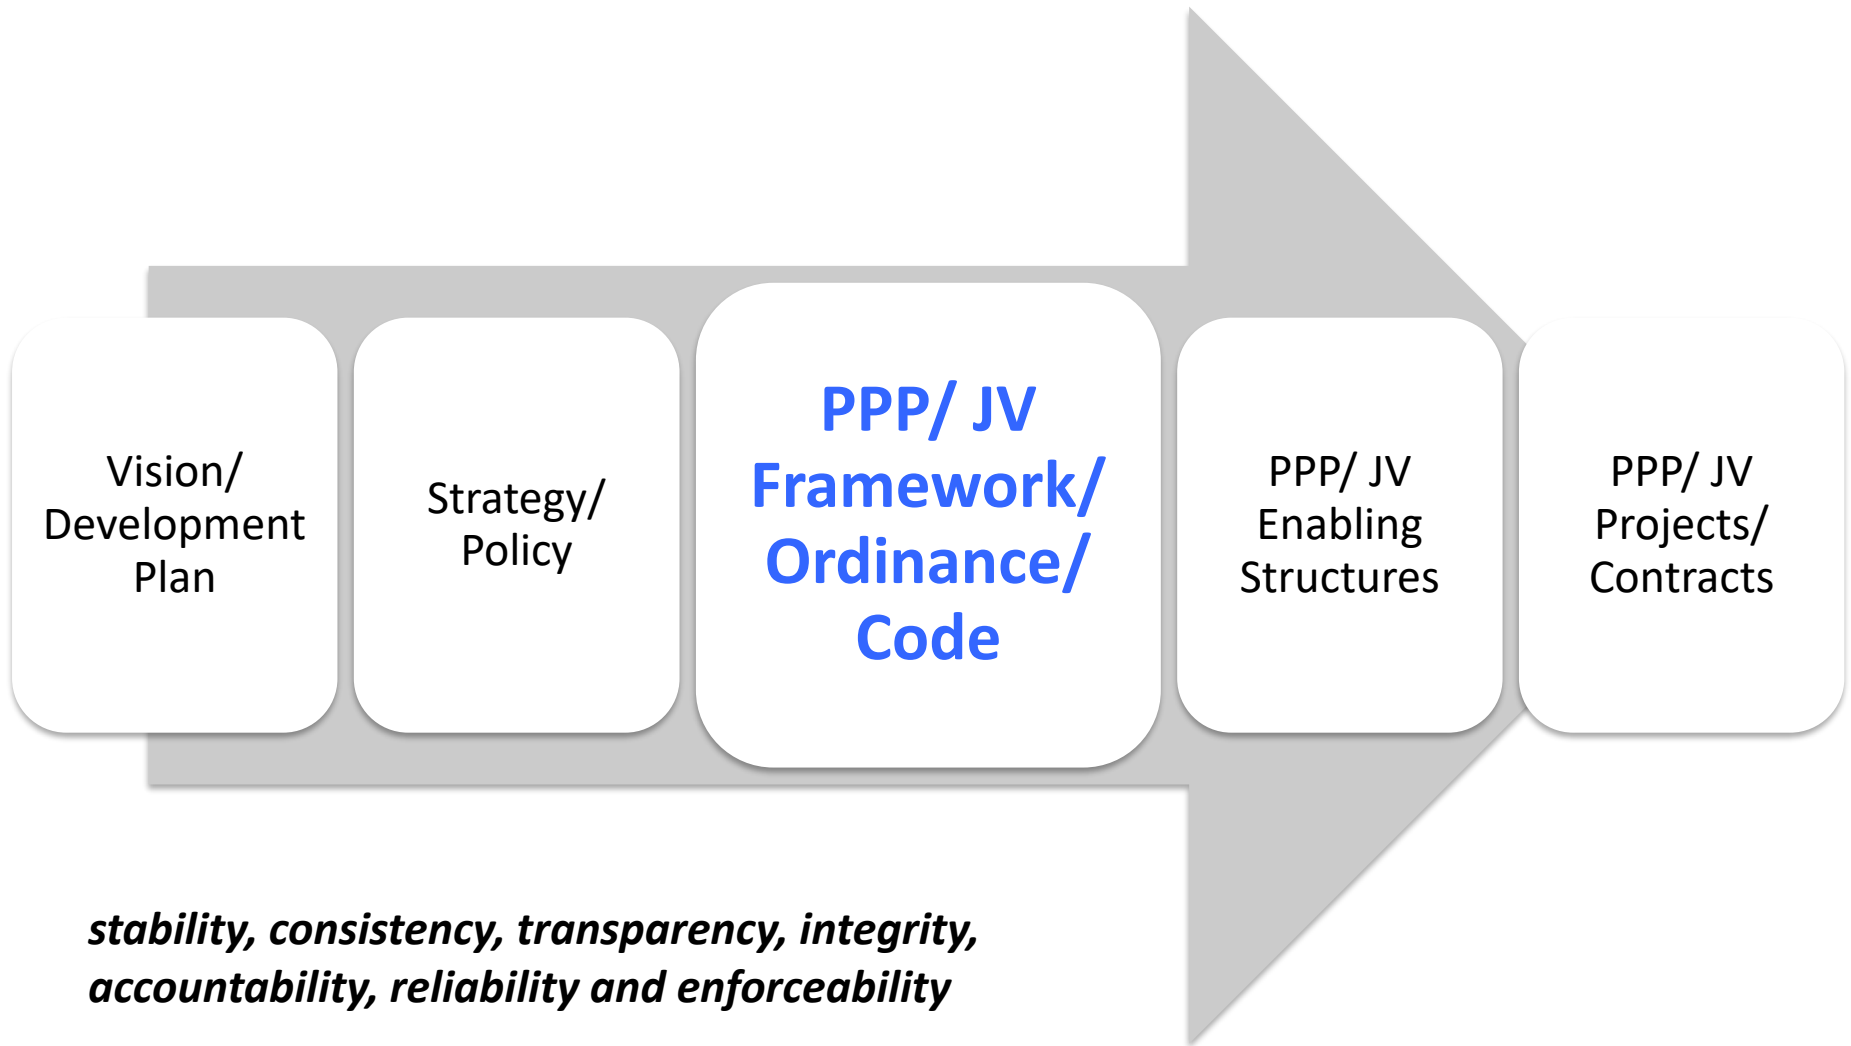 Vision/
Development
Plan
Strategy/
Policy
PPP/ JV
Framework/
Ordinance/
Code
PPP/ JV
Enabling
Structures
PPP/ JV
Projects/
Contracts
stability, consistency, transparency, integrity,
accountability, reliability and enforceability